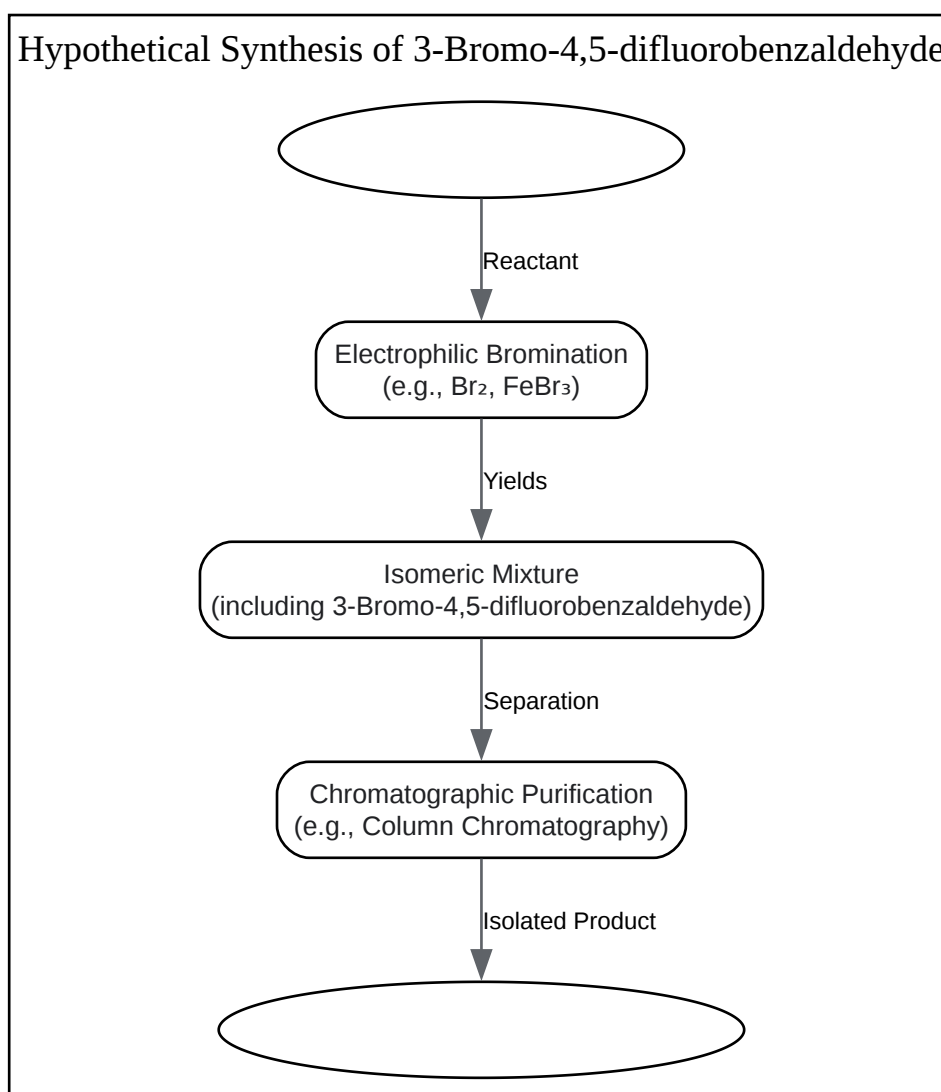 Hypothetical Synthesis of 3-Bromo-4,5-difluorobenzaldehyde
Reactant
Electrophilic Bromination
(e.g., Br₂, FeBr₃)
Yields
Isomeric Mixture
(including 3-Bromo-4,5-difluorobenzaldehyde)
Separation
Chromatographic Purification
(e.g., Column Chromatography)
Isolated Product